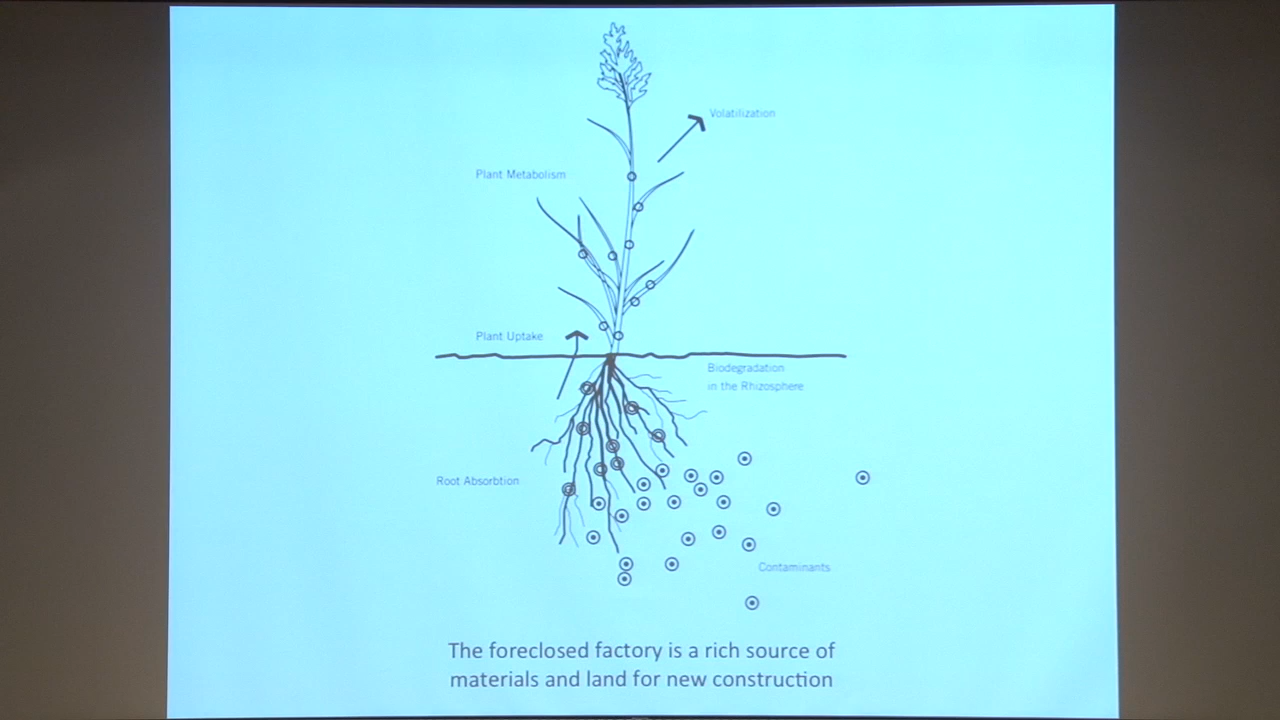 Volatilization
Plant Metabolism
Plant Uptake
Biodegradation
in the Rhizosphere
Root Absorbtion
Contaminants
The foreclosed factory is a rich source of
materials and land for new construction